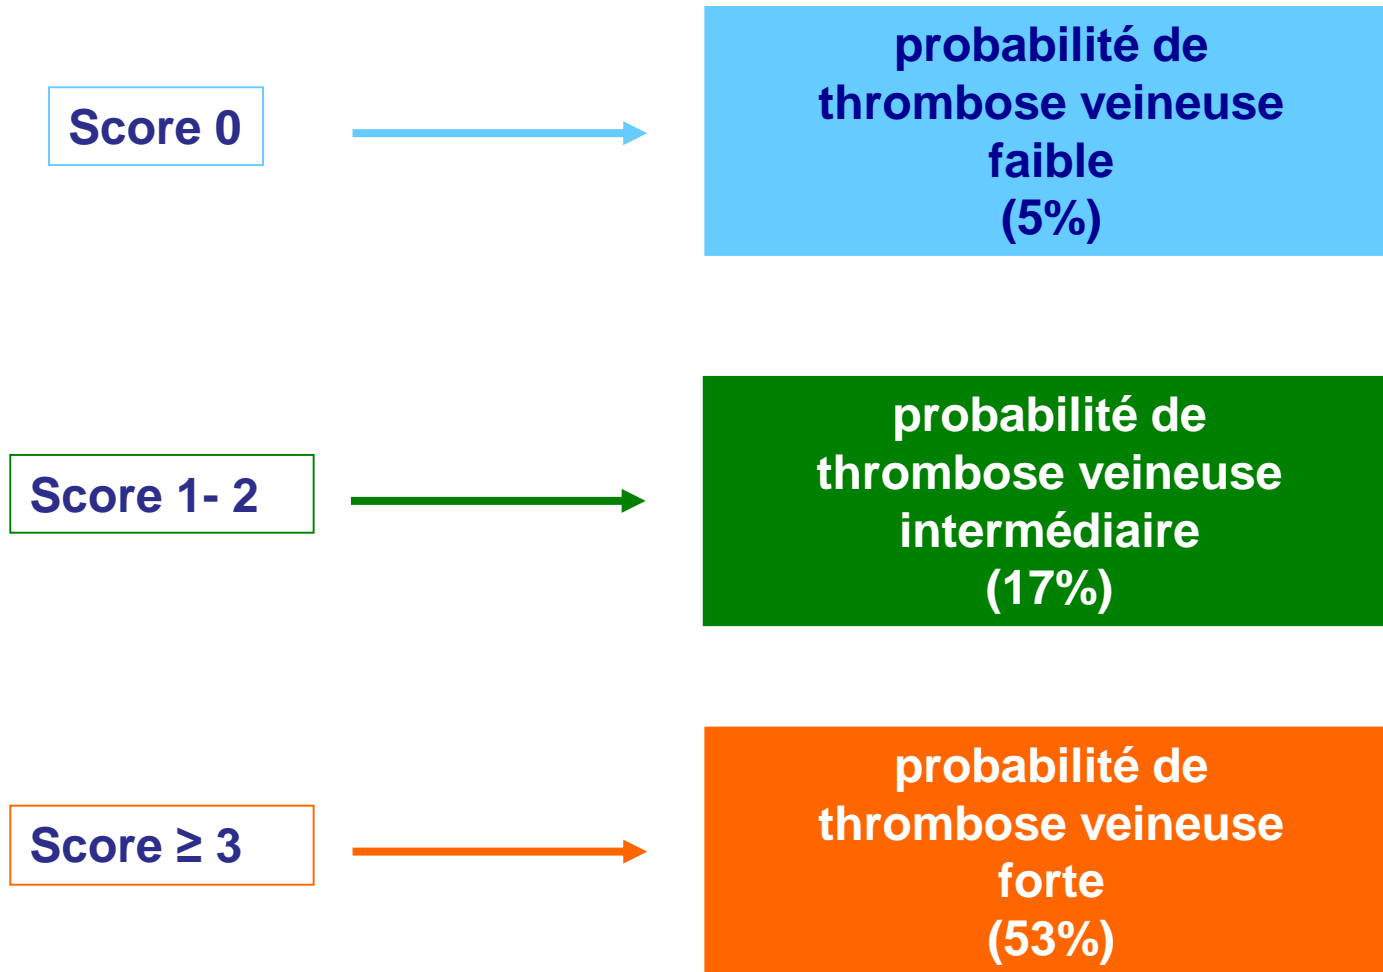 Score 0
probabilité de
thrombose veineuse
faible
(5%)
Score 1- 2
probabilité de
thrombose veineuse
intermédiaire
(17%)
Score ≥ 3
probabilité de
thrombose veineuse
forte
(53%)